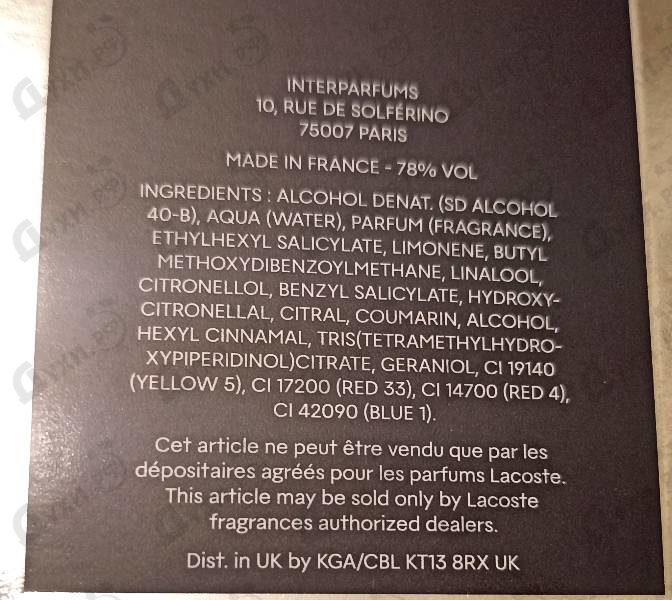 INTERPARFUMS
10, RUE DE SOLFÉRINO
75007 PARIS
MADE IN FRANCE - 78% VOL
INGREDIENTS : ALCOHOL DENAT. (SD ALCOHOL
40-B), AQUA (WATER), PARFUM (FRAGRANCE),
ETHYLHEXYL SALICYLATE, LIMONENE, BUTYL
METHOXYDIBENZOYLMETHANE, LINALOOL,
CITRONELLOL, BENZYL SALICYLATE, HYDROXY-
CITRONELLAL, CITRAL, COUMARIN, ALCOHOL,
HEXYL CINNAMAL, TRIS(TETRAMETHYLHYDRO-
XYPIPERIDINOL)CITRATE, GERANIOL, CI 19140
(YELLOW 5), CI 17200 (RED 33), CI 14700 (RED 4),
CI 42090 (BLUE 1).
Cet article ne peut être vendu que par les
dépositaires agréés pour les parfums Lacoste.
This article may be sold only by Lacoste
fragrances authorized dealers.
Dist. in UK by KGA/CBL KT13 8RX UK